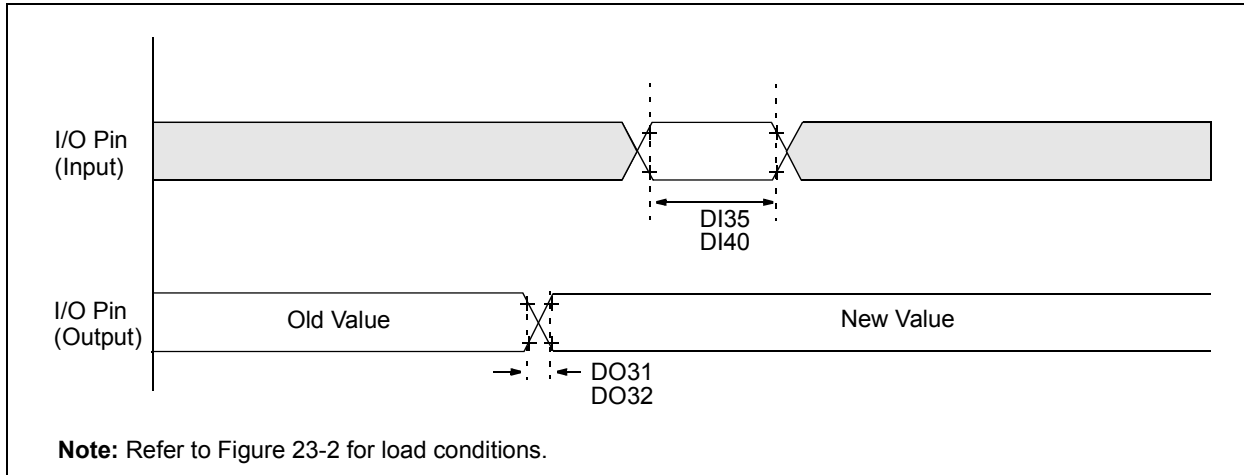 I/O Pin
(Input)
DI35
DI40
I/O Pin
(Output)
Old Value
New Value
DO31
DO32
Note: Refer to Figure 23-2 for load conditions.